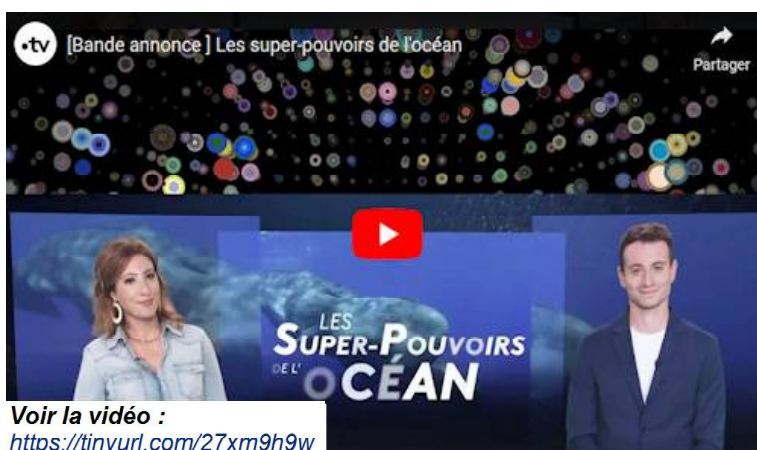 •tv [Bande annonce ] Les super-pouvoirs de l'océan
Partager
LES
SUPER-POUVOIRS
DE L'
OCÉAN
Voir la vidéo :
https://tinyurl.com/27xm9h9w